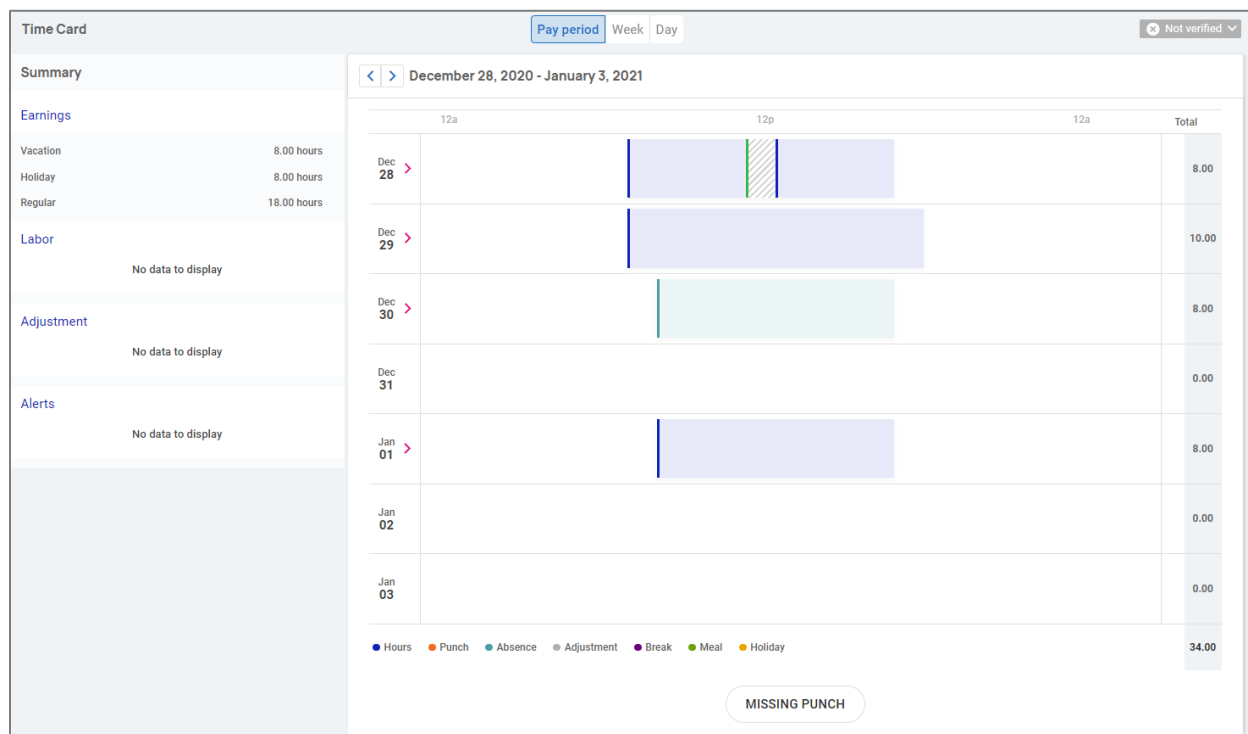 Time Card
Pay period Week Day
Not verified
Summary
Earnings
Vacation 8.00 hours
Holiday 8.00 hours
Regular 18.00 hours
Labor
No data to display
Adjustment
No data to display
Alerts
No data to display
December 28, 2020 - January 3, 2021
12a 12p 12a Total
Dec
28 8.00
Dec
29 10.00
Dec
30 8.00
Dec
31 0.00
Jan
01 8.00
Jan
02 0.00
Jan
03 0.00
Hours Punch Absence Adjustment Break Meal Holiday 34.00
MISSING PUNCH